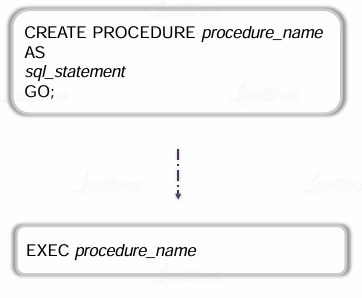 CREATE PROCEDURE procedure_name
AS
sql_statement
GO;
EXEC procedure_name